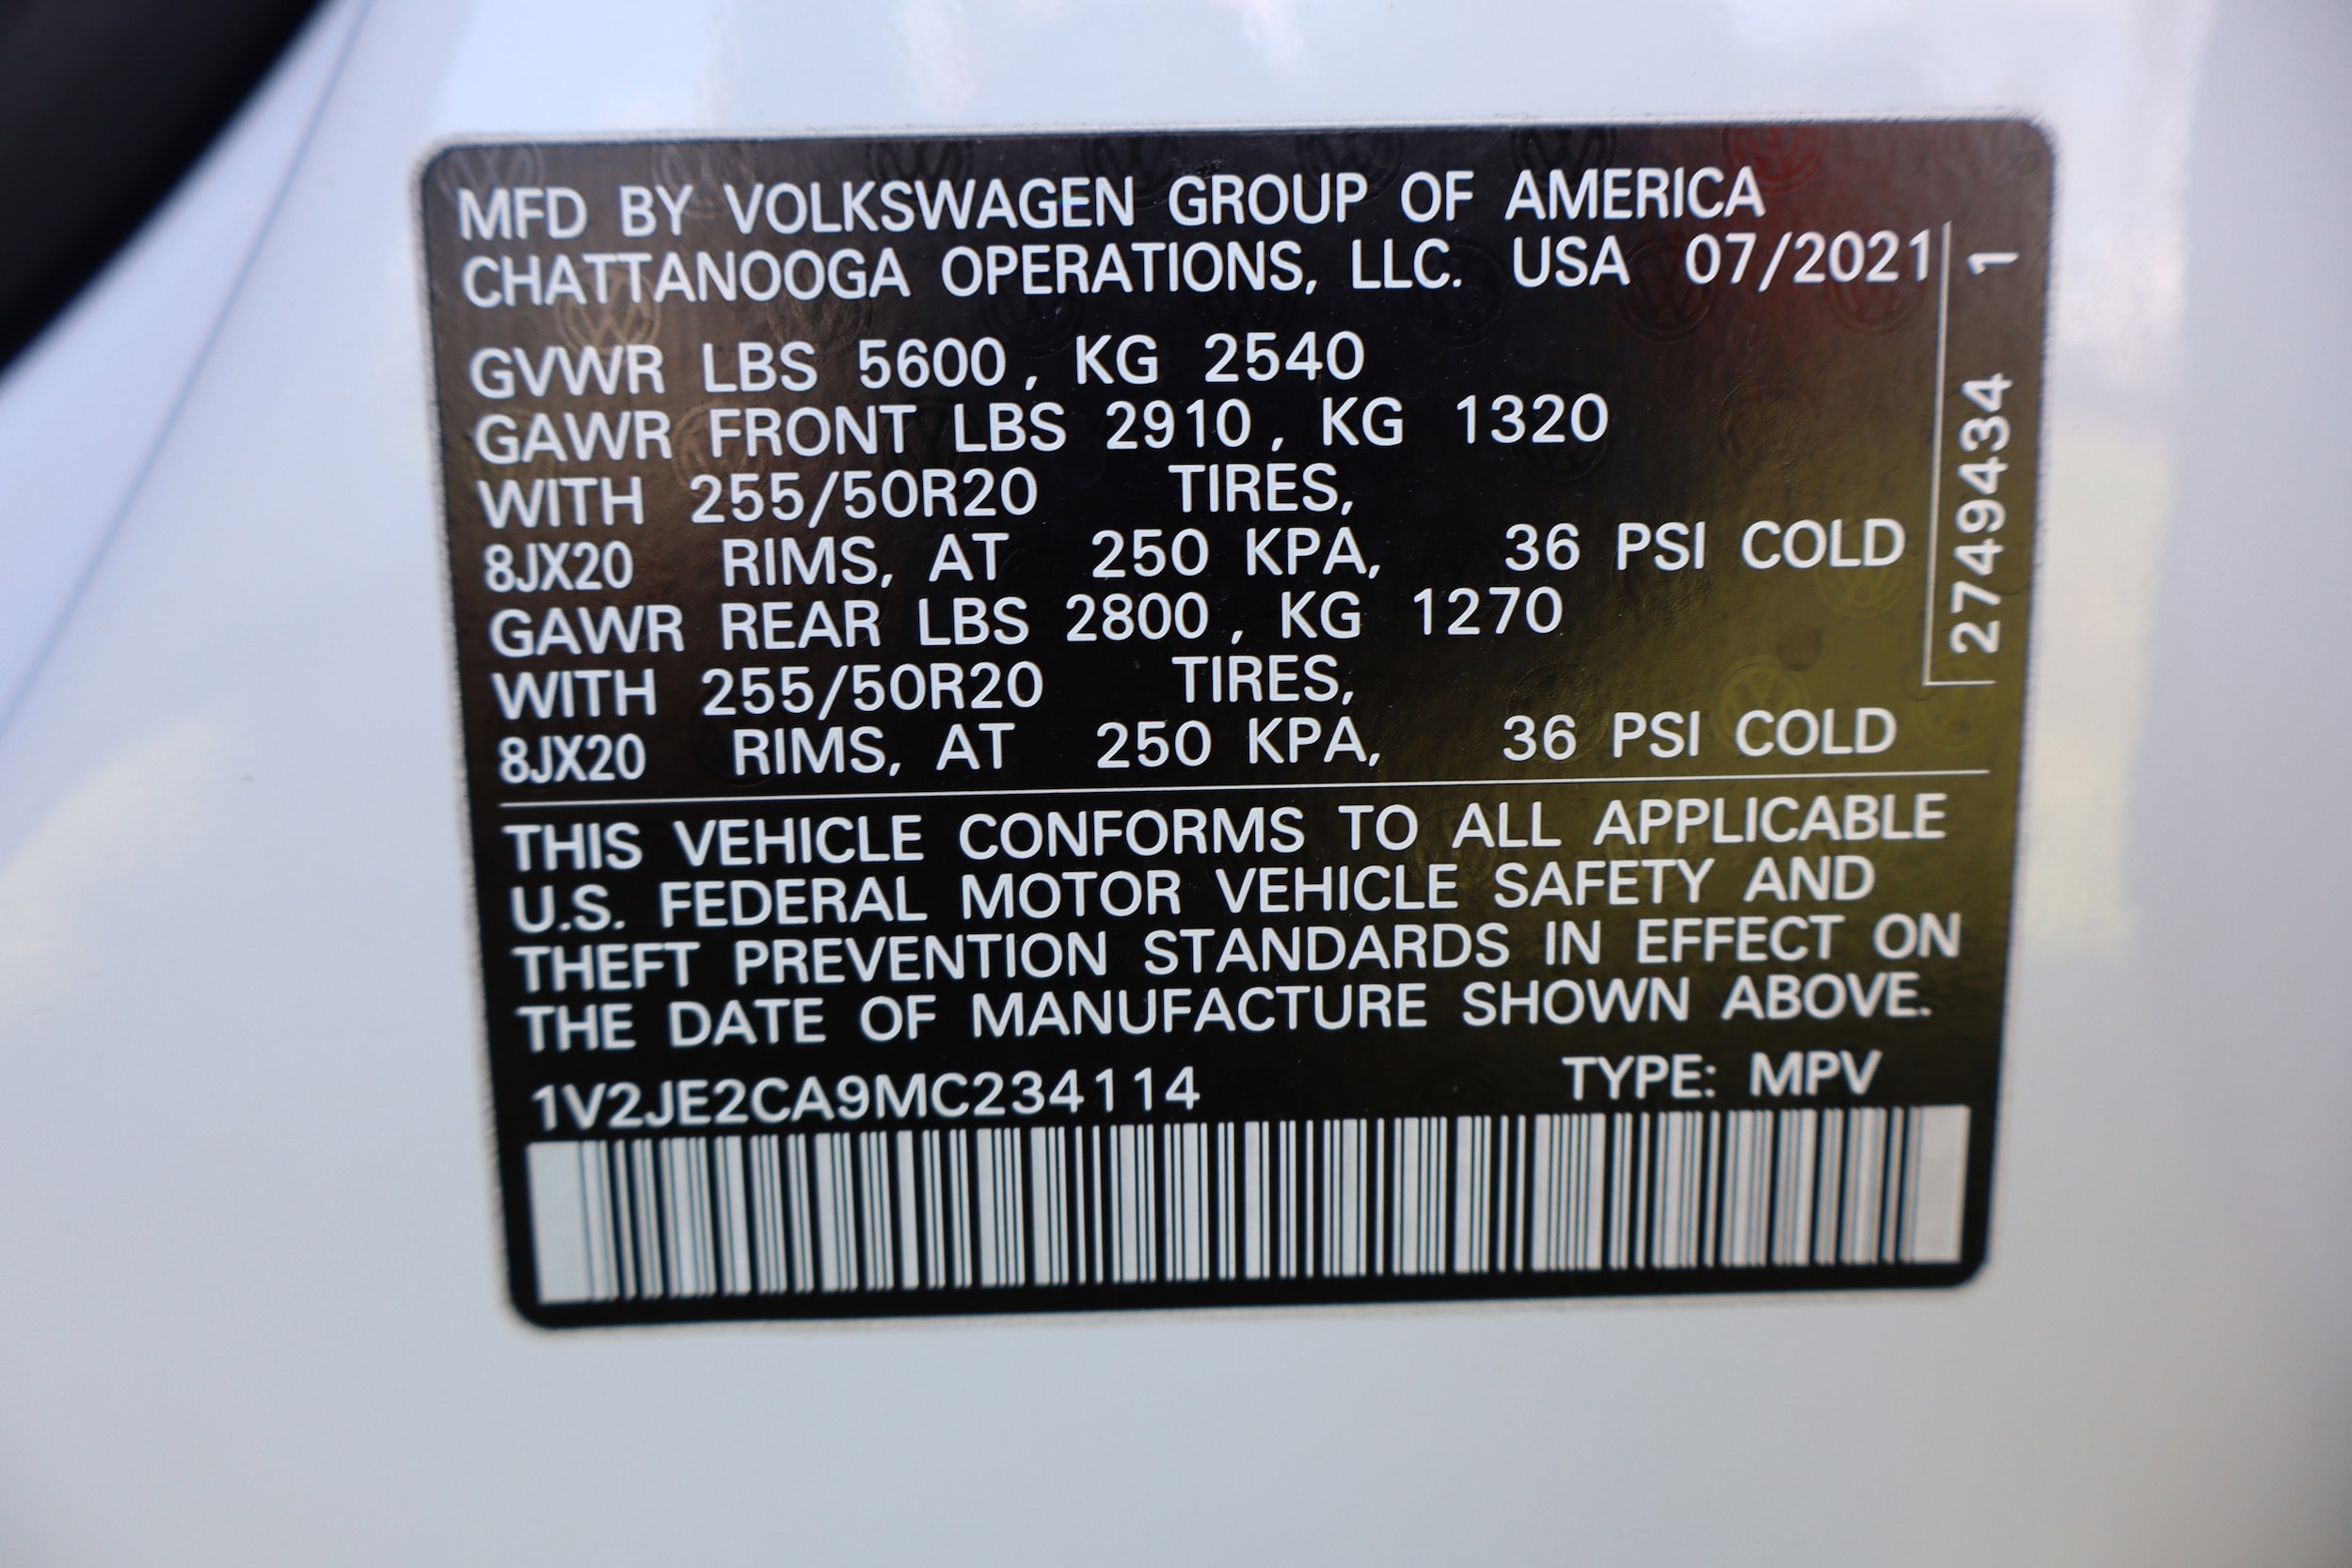 MFD BY VOLKSWAGEN GROUP OF AMERICA
CHATTANOOGA OPERATIONS, LLC. USA 07/2021
GVWR LBS 5600, KG 2540
GAWR FRONT LBS 2910, KG 1320
WITH 255/50R20 TIRES,
8JX20 RIMS, AT 250 KPA, 36 PSI COLD
GAWR REAR LBS 2800, KG 1270
WITH 255/50R20 TIRES,
8JX20 RIMS, AT 250 KPA, 36 PSI COLD
2749434 1
THIS VEHICLE CONFORMS TO ALL APPLICABLE
U.S. FEDERAL MOTOR VEHICLE SAFETY AND
THEFT PREVENTION STANDARDS IN EFFECT ON
THE DATE OF MANUFACTURE SHOWN ABOVE.
1V2JE2CA9MC234114 TYPE: MPV